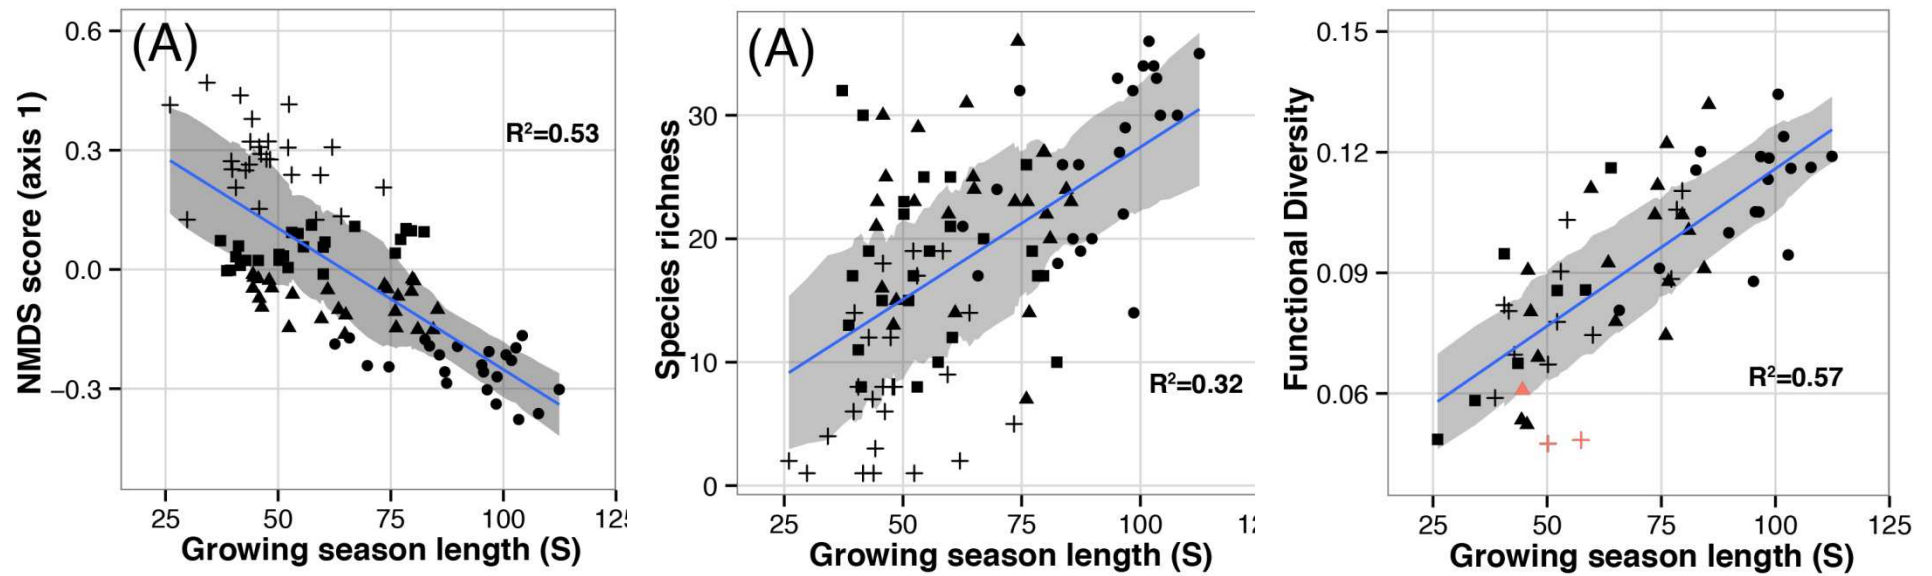 (A)
0.6
0.3
0.0
−0.3
NMDS score (axis 1)
R²=0.53
25 50 75 100 12
Growing season length (S)
(A)
30
20
10
0
Species richness
R²=0.32
25 50 75 100 1
Growing season length (S)
0.15
0.12
0.09
0.06
Functional Diversity
R²=0.57
25 50 75 100 125
Growing season length (S)